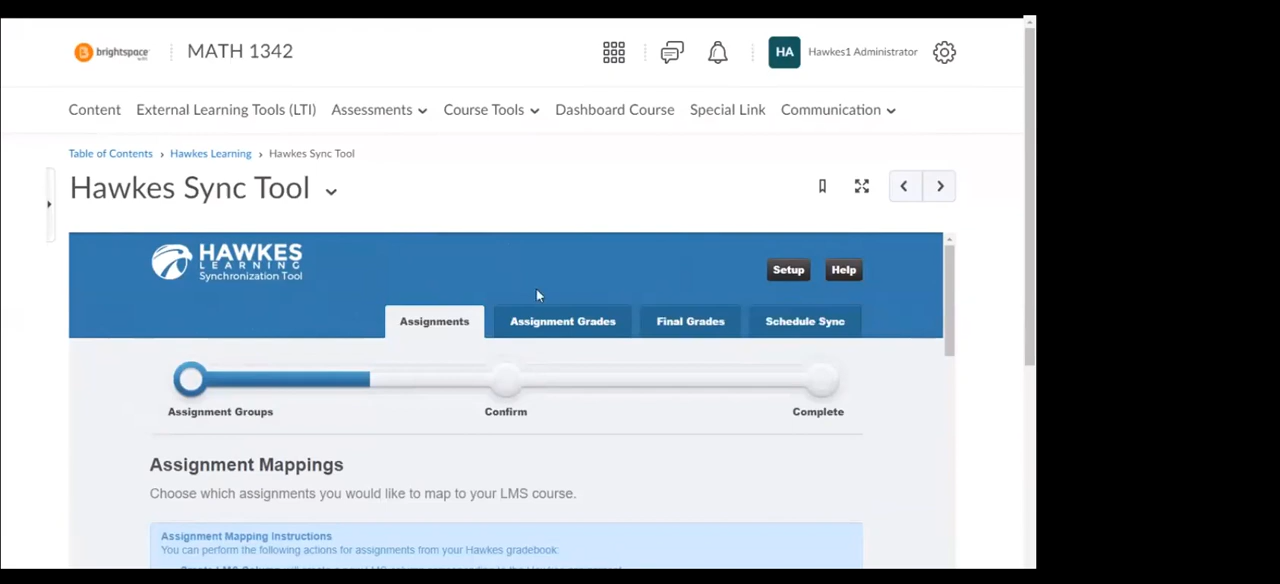 brightspace MATH 1342 HA Hawkes1 Administrator
Content External Learning Tools (LTI) Assessments Course Tools Dashboard Course Special Link Communication
Table of Contents › Hawkes Learning › Hawkes Sync Tool
Hawkes Sync Tool
HAWKES
LEARNING
Synchronization Tool
Setup Help
Assignments Assignment Grades Final Grades Schedule Sync
Assignment Groups Confirm Complete
Assignment Mappings
Choose which assignments you would like to map to your LMS course.
Assignment Mapping Instructions
You can perform the following actions for assignments from your Hawkes gradebook: